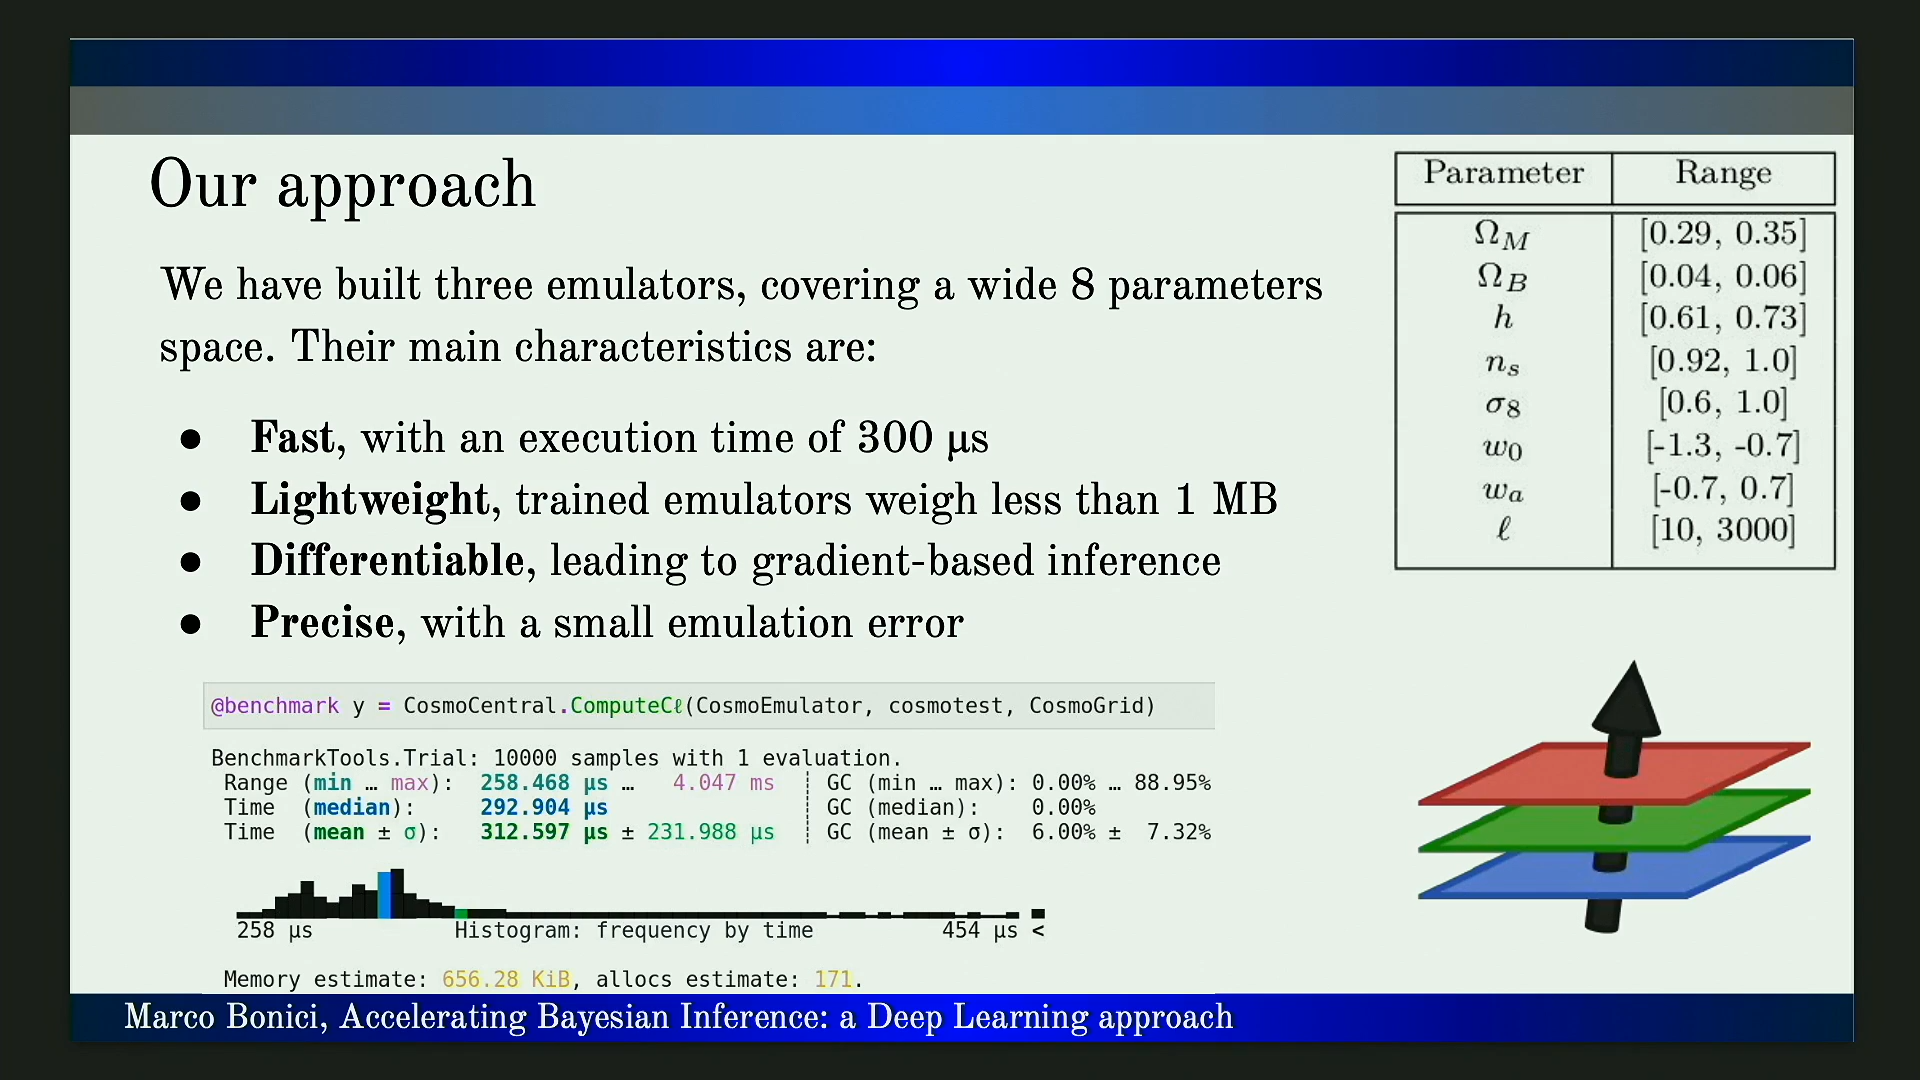 Our approach
We have built three emulators, covering a wide 8 parameters
space. Their main characteristics are:
● Fast, with an execution time of 300 μs
● Lightweight, trained emulators weigh less than 1 MB
● Differentiable, leading to gradient-based inference
● Precise, with a small emulation error
@benchmark y = CosmoCentral.ComputeCℓ(CosmoEmulator, cosmotest, CosmoGrid)
BenchmarkTools.Trial: 10000 samples with 1 evaluation.
Range (min … max): 258.468 μs … 4.047 ms ┊ GC (min … max): 0.00% … 88.95%
Time (median): 292.904 μs ┊ GC (median): 0.00%
Time (mean ± σ): 312.597 μs ± 231.988 μs ┊ GC (mean ± σ): 6.00% ± 7.32%
258 μs Histogram: frequency by time 454 μs <
Memory estimate: 656.28 KiB, allocs estimate: 171.
Parameter Range
Ω_M [0.29, 0.35]
Ω_B [0.04, 0.06]
h [0.61, 0.73]
n_s [0.92, 1.0]
σ_8 [0.6, 1.0]
w_0 [-1.3, -0.7]
w_a [-0.7, 0.7]
ℓ [10, 3000]
Marco Bonici, Accelerating Bayesian Inference: a Deep Learning approach